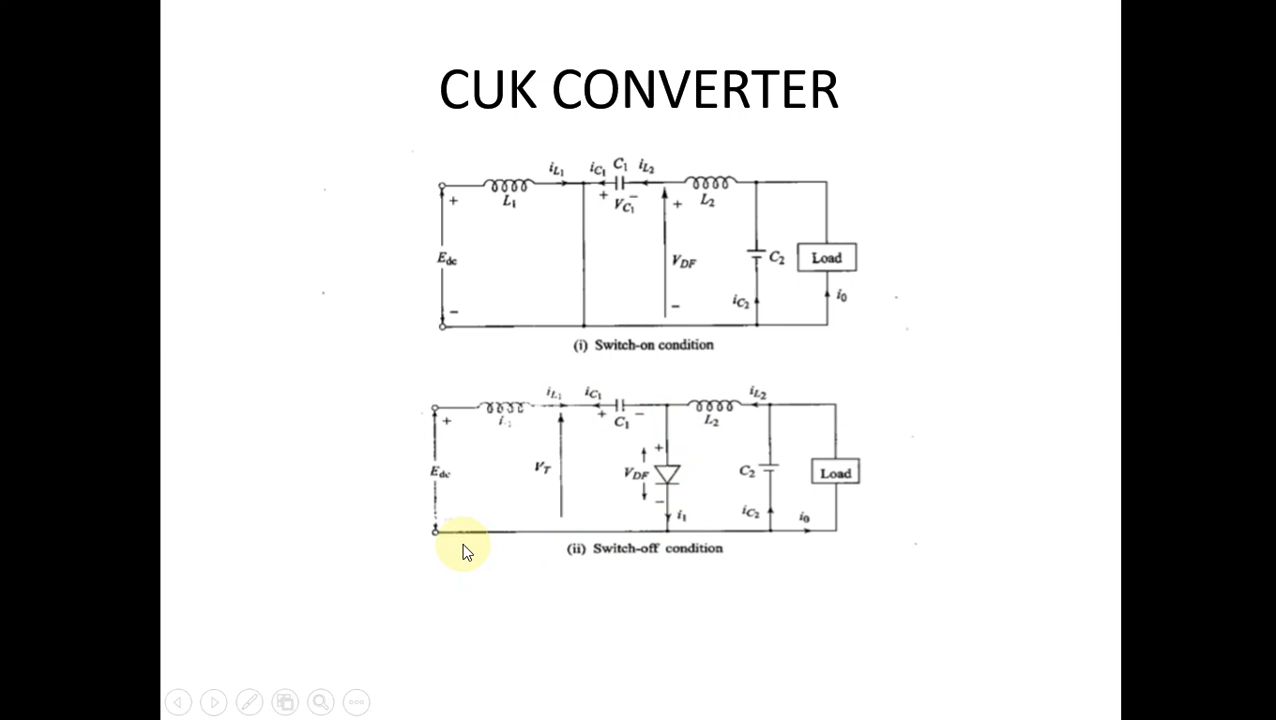 CUK CONVERTER
iL1 iC1 C1 iL2
+ + VC1 − + L2
L1
Edc VDF C2 Load
− − iC2 i0
(i) Switch-on condition
iL1 iC1 iL2
+ + C1 − L2
Edc VT VDF + C2 Load
− i1 iC2 i0
(ii) Switch-off condition